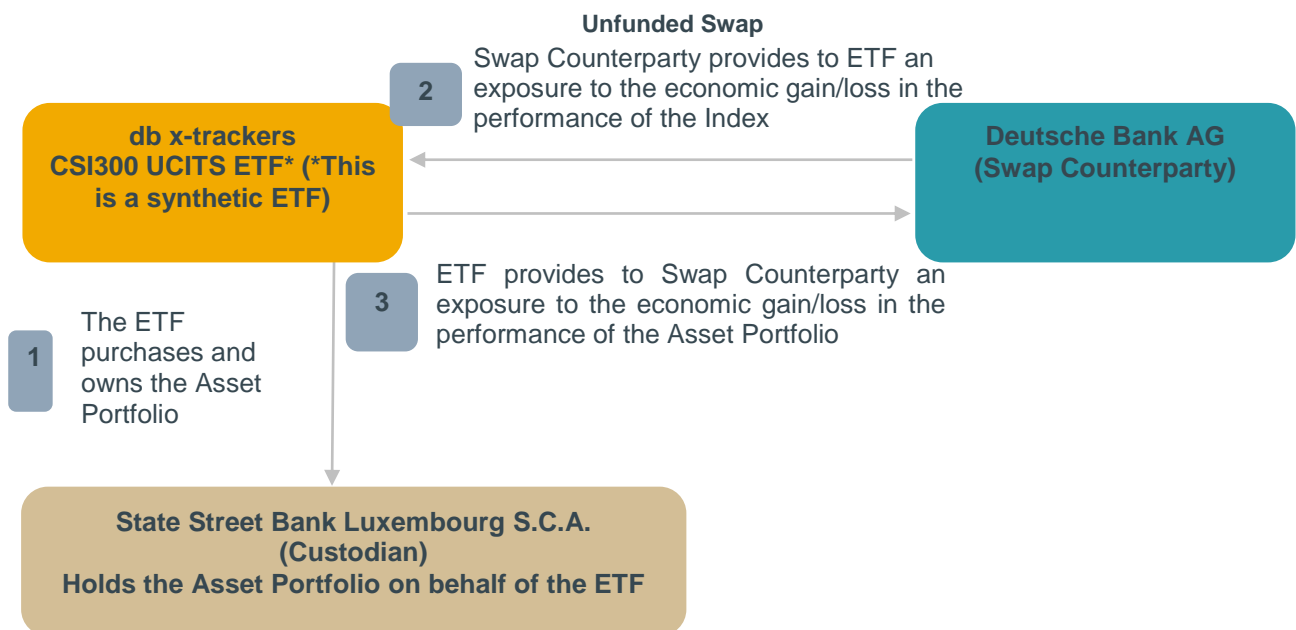 Unfunded Swap
2
Swap Counterparty provides to ETF an
exposure to the economic gain/loss in the
performance of the Index
db x-trackers
CSI300 UCITS ETF* (*This
is a synthetic ETF)
Deutsche Bank AG
(Swap Counterparty)
3
ETF provides to Swap Counterparty an
exposure to the economic gain/loss in the
performance of the Asset Portfolio
1
The ETF
purchases and
owns the Asset
Portfolio
State Street Bank Luxembourg S.C.A.
(Custodian)
Holds the Asset Portfolio on behalf of the ETF